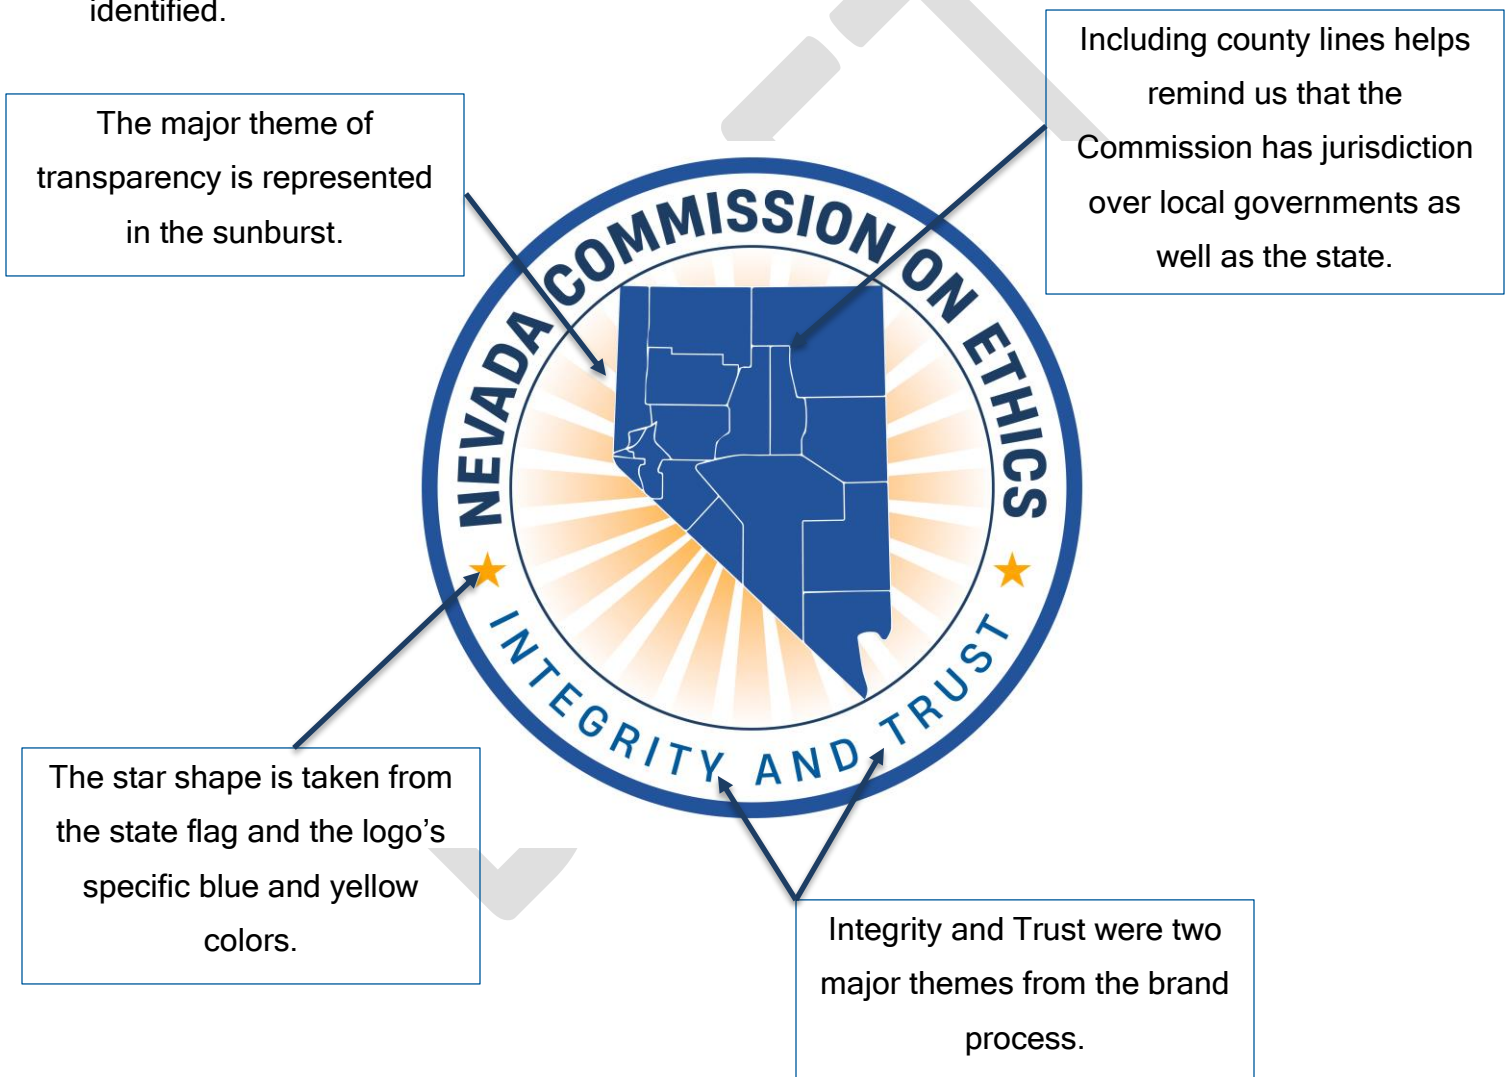 identified.
Including county lines helps
remind us that the
Commission has jurisdiction
over local governments as
well as the state.
The major theme of
transparency is represented
in the sunburst.
NEVADA COMMISSION ON ETHICS
INTEGRITY AND TRUST
The star shape is taken from
the state flag and the logo’s
specific blue and yellow
colors.
Integrity and Trust were two
major themes from the brand
process.